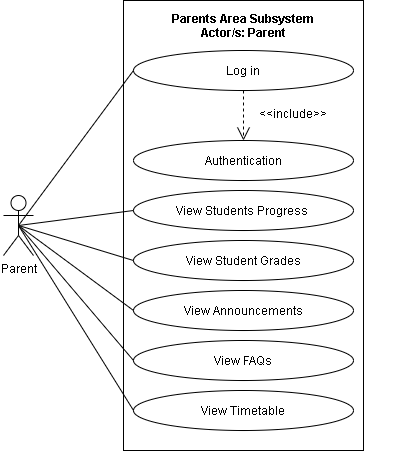 Parents Area Subsystem
Actor/s: Parent
Log in
<<include>>
Authentication
View Students Progress
View Student Grades
Parent
View Announcements
View FAQs
View Timetable